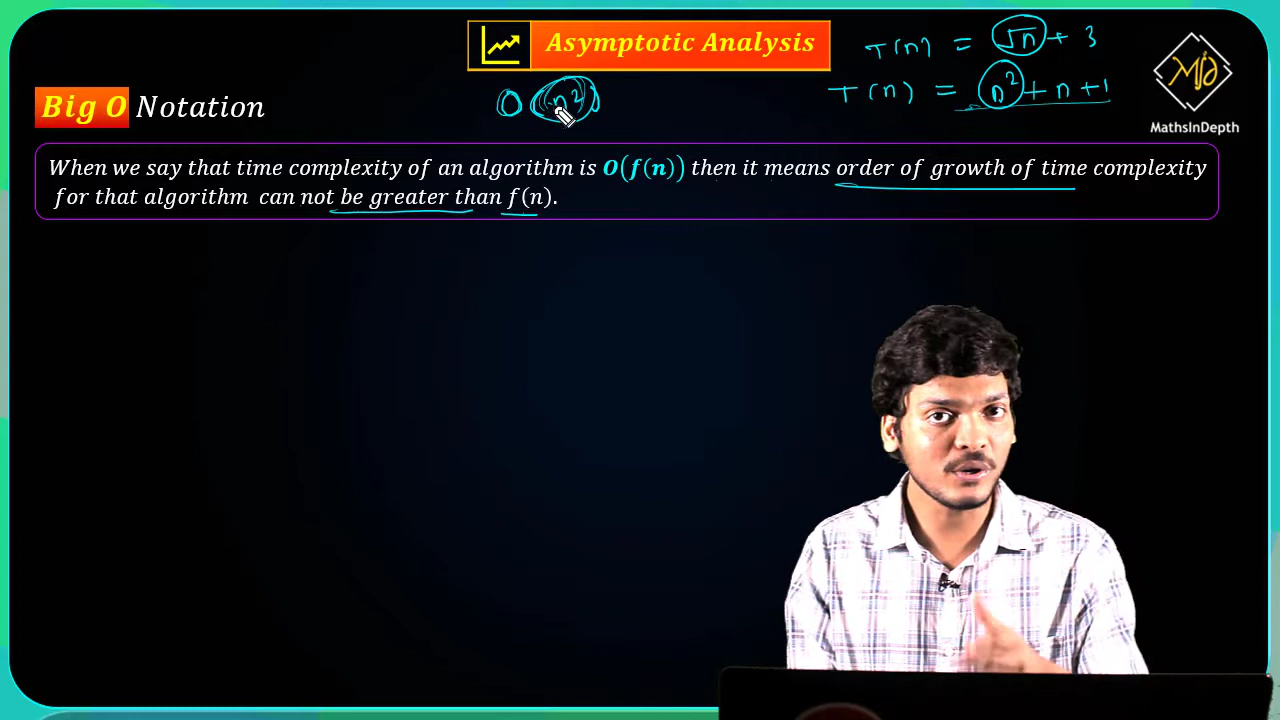 Asymptotic Analysis
T(n) = √n + 3
T(n) = n² + n + 1
MJD
MathsInDepth
Big O Notation
O(n²)
When we say that time complexity of an algorithm is O(f(n)) then it means order of growth of time complexity
for that algorithm can not be greater than f(n).